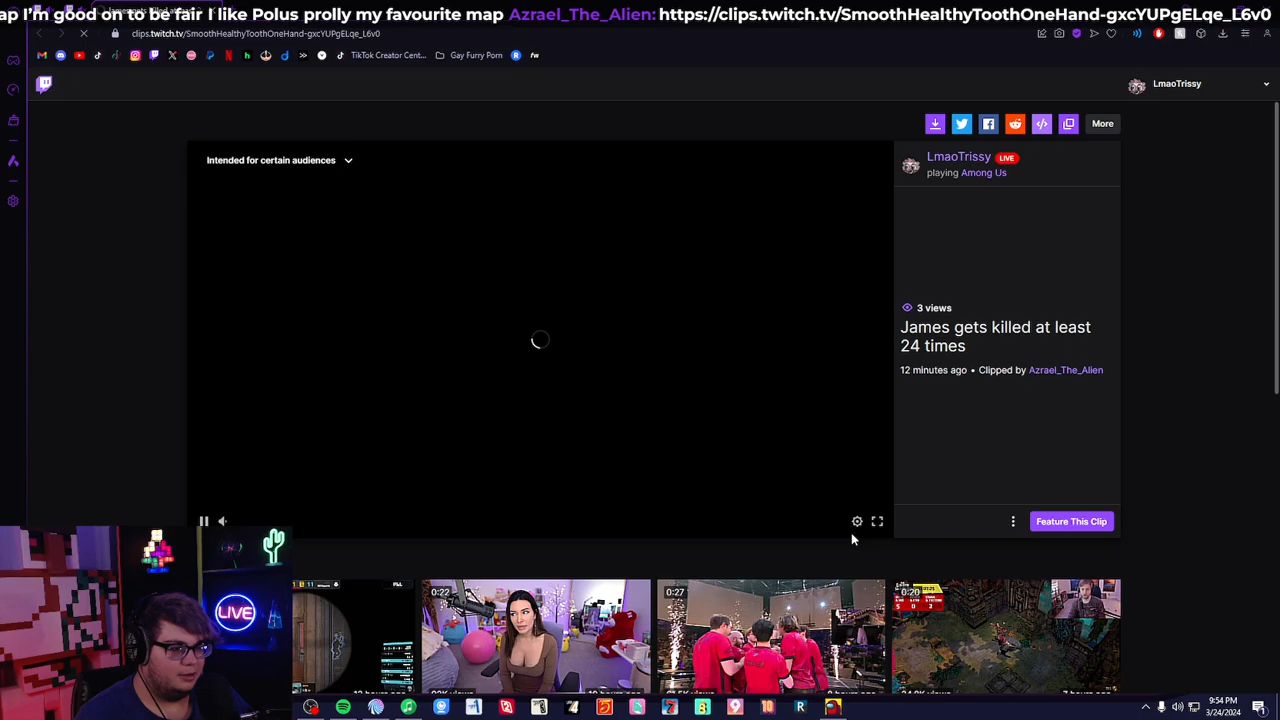 ap I'm good on to be fair I like Polus prolly my favourite map Azrael_The_Alien: https://clips.twitch.tv/SmoothHealthyToothOneHand-gxcYUPgELqe_L6v0
clips.twitch.tv/SmoothHealthyToothOneHand-gxcYUPgELqe_L6v0
TikTok Creator Cent...
Gay Furry Porn
fw
LmaoTrissy
More
Intended for certain audiences
LmaoTrissy LIVE
playing Among Us
3 views
James gets killed at least
24 times
12 minutes ago • Clipped by Azrael_The_Alien
Feature This Clip
LIVE
0:22
0:27
0:20
9:54 PM
3/24/2024